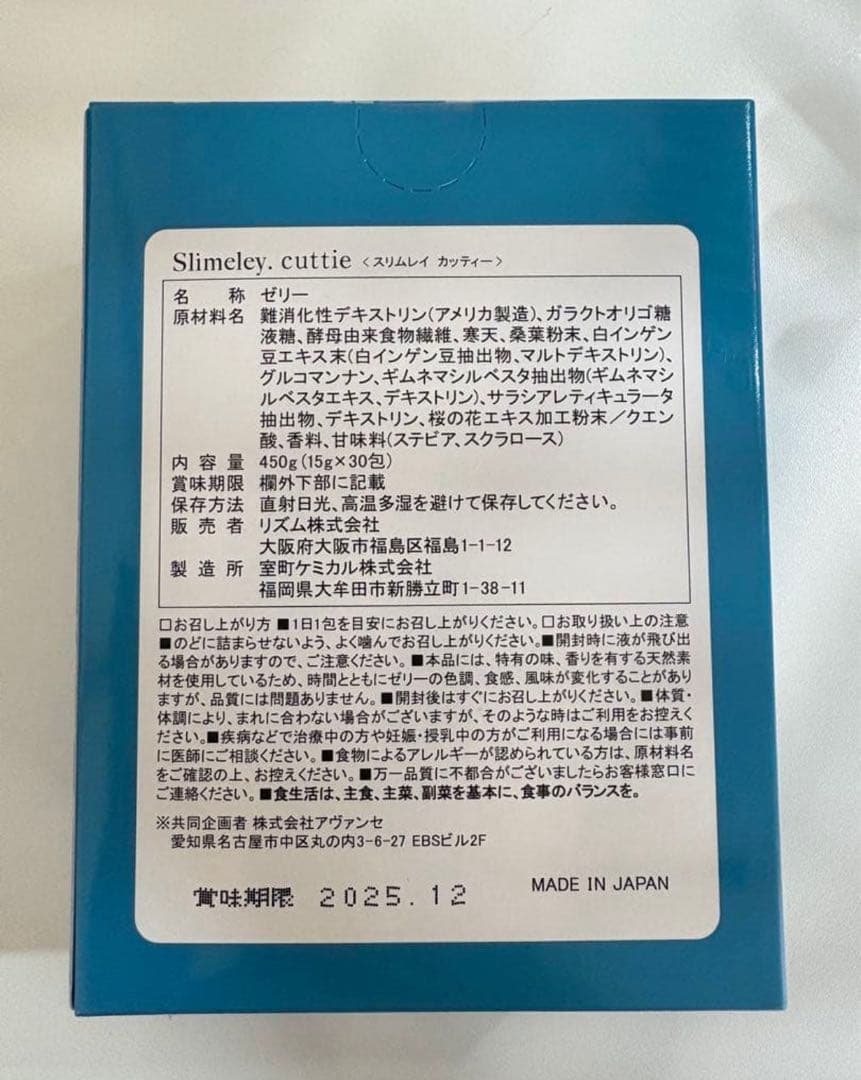 Slimeley. cuttie <スリムレイ カッティー>
名　称 ゼリー
原材料名 難消化性デキストリン(アメリカ製造)、ガラクトオリゴ糖
液糖、酵母由来食物繊維、寒天、桑葉粉末、白インゲン
豆エキス末(白インゲン豆抽出物、マルトデキストリン)、
グルコマンナン、ギムネマシルベスタ抽出物(ギムネマシ
ルベスタエキス、デキストリン)、サラシアレティキュラータ
抽出物、デキストリン、桜の花エキス加工粉末／クエン
酸、香料、甘味料(ステビア、スクラロース)
内容量 450g(15g×30包)
賞味期限 欄外下部に記載
保存方法 直射日光、高温多湿を避けて保存してください。
販売者 リズム株式会社
大阪府大阪市福島区福島1-1-12
製造所 室町ケミカル株式会社
福岡県大牟田市新勝立町1-38-11
□お召し上がり方 ■1日1包を目安にお召し上がりください。□お取り扱い上の注意
■のどに詰まらせないよう、よく噛んでお召し上がりください。■開封時に液が飛び出
る場合がありますので、ご注意ください。■本品には、特有の味、香りを有する天然素
材を使用しているため、時間とともにゼリーの色調、食感、風味が変化することがあり
ますが、品質には問題ありません。■開封後はすぐにお召し上がりください。■体質・
体調により、まれに合わない場合がございますが、そのような時はご利用をお控えく
ださい。■疾病などで治療中の方や妊娠・授乳中の方がご利用になる場合には事前
に医師にご相談ください。■食物によるアレルギーが認められている方は、原材料名
をご確認の上、お控えください。■万一品質に不都合がございましたらお客様窓口に
ご連絡ください。■食生活は、主食、主菜、副菜を基本に、食事のバランスを。
※共同企画者 株式会社アヴァンセ
愛知県名古屋市中区丸の内3-6-27 EBSビル2F
賞味期限 2025.12
MADE IN JAPAN